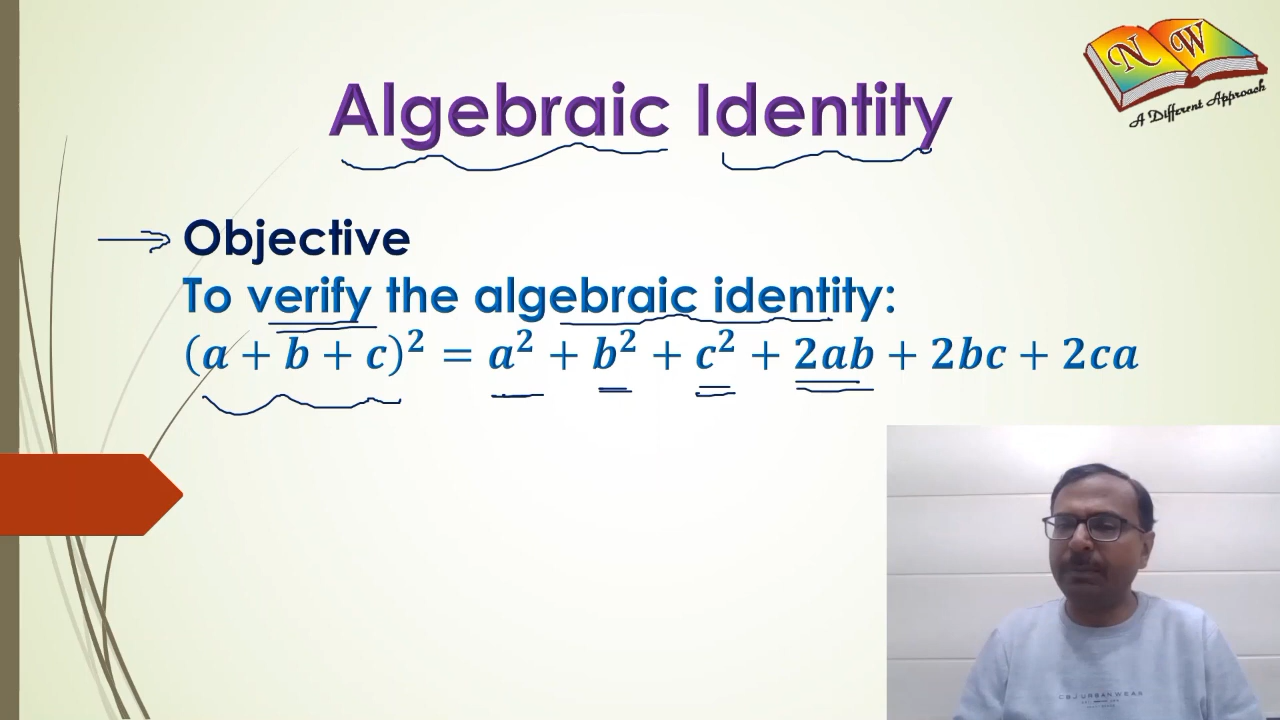 N W
A Different Approach
Algebraic Identity
Objective
To verify the algebraic identity:
(a + b + c)² = a² + b² + c² + 2ab + 2bc + 2ca